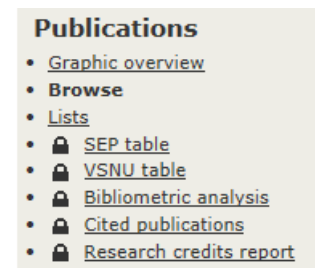 Publications
• Graphic overview
• Browse
• Lists
• SEP table
• VSNU table
• Bibliometric analysis
• Cited publications
• Research credits report